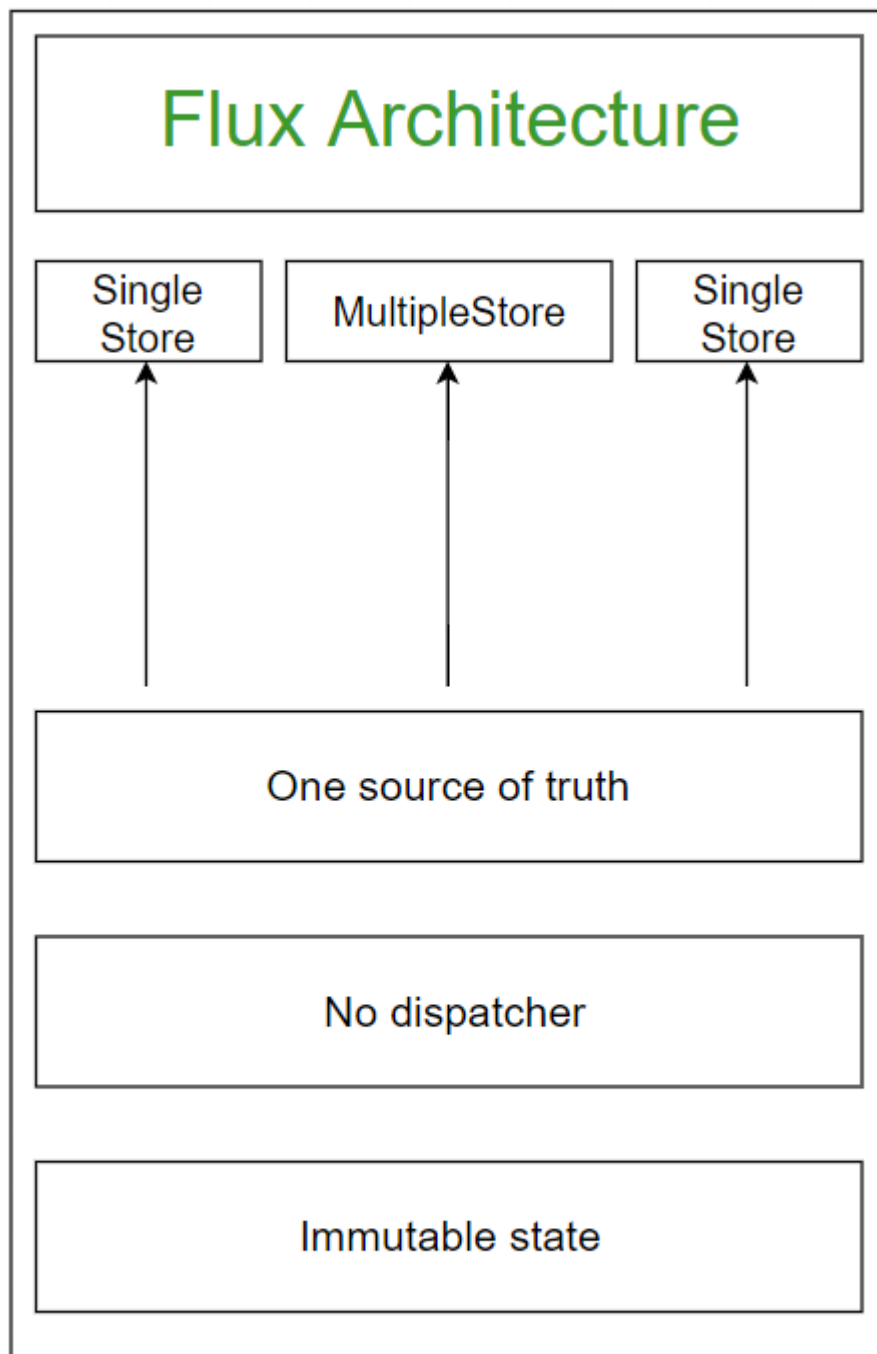 Flux Architecture
Single
Store
MultipleStore
Single
Store
One source of truth
No dispatcher
Immutable state